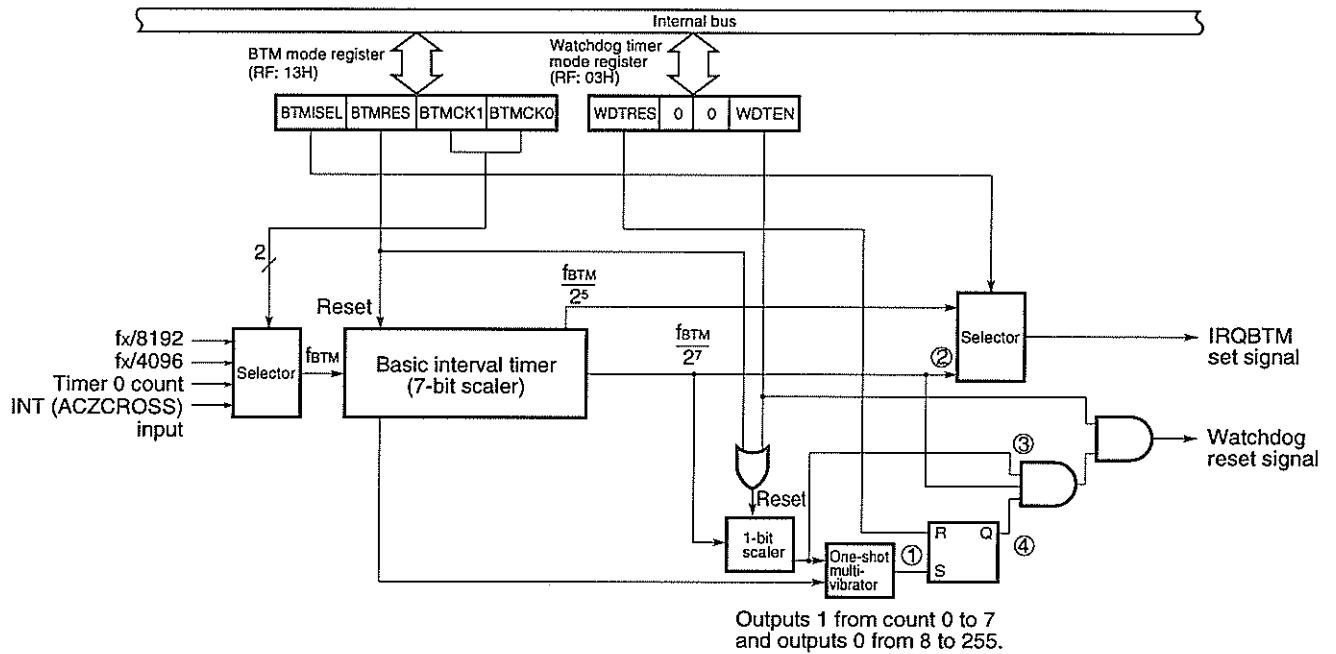 Internal bus
BTM mode register
(RF: 13H)
Watchdog timer
mode register
(RF: 03H)
BTMISEL BTMRES BTMCK1 BTMCK0
WDTRES 0 0 WDTEN
2
Reset
fBTM
2⁵
fx/8192
fx/4096
Timer 0 count
INT (ACZCROSS)
input
Selector
fBTM
Basic interval timer
(7-bit scaler)
fBTM
2⁷
②
Selector
IRQBTM
set signal
③
Watchdog
reset signal
Reset
1-bit
scaler
One-shot
multi-
vibrator
①
R Q
S
④
Outputs 1 from count 0 to 7
and outputs 0 from 8 to 255.